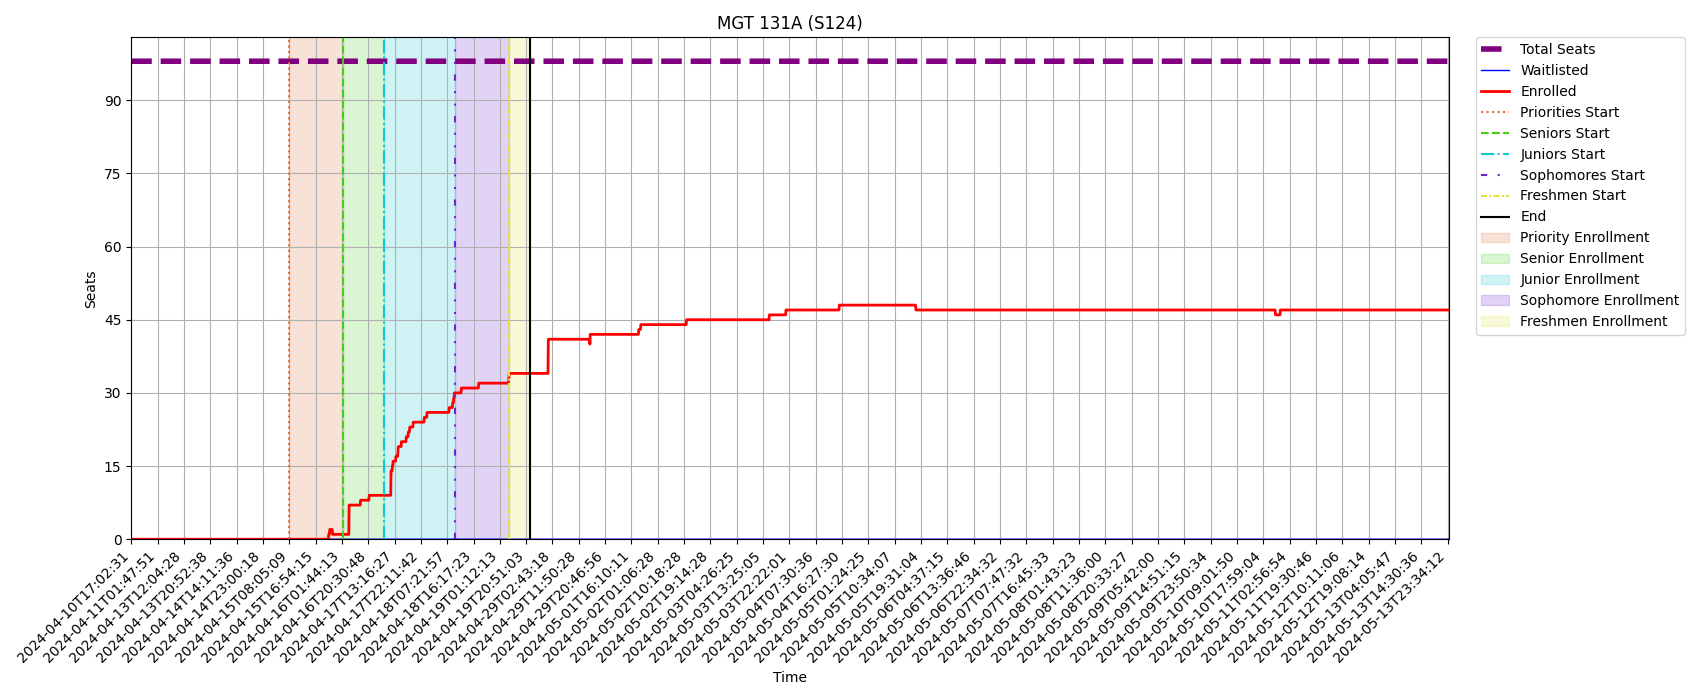 MGT 131A (S124)
Seats
90
75
60
45
30
15
0
2024-04-10T17:02:31
2024-04-11T01:47:51
2024-04-13T12:04:28
2024-04-13T20:52:38
2024-04-14T14:11:36
2024-04-14T23:00:18
2024-04-15T08:05:09
2024-04-15T16:54:15
2024-04-16T01:44:13
2024-04-16T20:30:48
2024-04-17T13:16:27
2024-04-17T22:11:42
2024-04-18T07:21:57
2024-04-18T16:17:23
2024-04-19T01:12:13
2024-04-19T20:51:03
2024-04-29T02:43:18
2024-04-29T11:50:28
2024-04-29T20:46:56
2024-05-01T16:10:11
2024-05-02T01:06:28
2024-05-02T10:18:28
2024-05-02T19:14:28
2024-05-03T04:26:25
2024-05-03T13:25:05
2024-05-03T22:22:01
2024-05-04T07:30:36
2024-05-04T16:27:30
2024-05-05T01:24:25
2024-05-05T10:34:07
2024-05-05T19:31:04
2024-05-06T04:37:15
2024-05-06T13:36:46
2024-05-06T22:34:32
2024-05-07T07:47:32
2024-05-07T16:45:33
2024-05-08T01:43:23
2024-05-08T11:36:00
2024-05-08T20:33:27
2024-05-09T05:42:00
2024-05-09T14:51:15
2024-05-09T23:50:34
2024-05-10T09:01:50
2024-05-10T17:59:04
2024-05-11T02:56:54
2024-05-11T19:30:46
2024-05-12T10:11:06
2024-05-12T19:08:14
2024-05-13T04:05:47
2024-05-13T14:30:36
2024-05-13T23:34:12
Time
Total Seats
Waitlisted
Enrolled
Priorities Start
Seniors Start
Juniors Start
Sophomores Start
Freshmen Start
End
Priority Enrollment
Senior Enrollment
Junior Enrollment
Sophomore Enrollment
Freshmen Enrollment